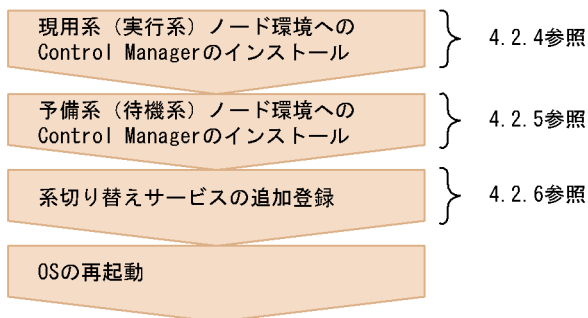 現用系（実行系）ノード環境への
Control Managerのインストール
4.2.4参照
予備系（待機系）ノード環境への
Control Managerのインストール
4.2.5参照
系切り替えサービスの追加登録
4.2.6参照
OSの再起動